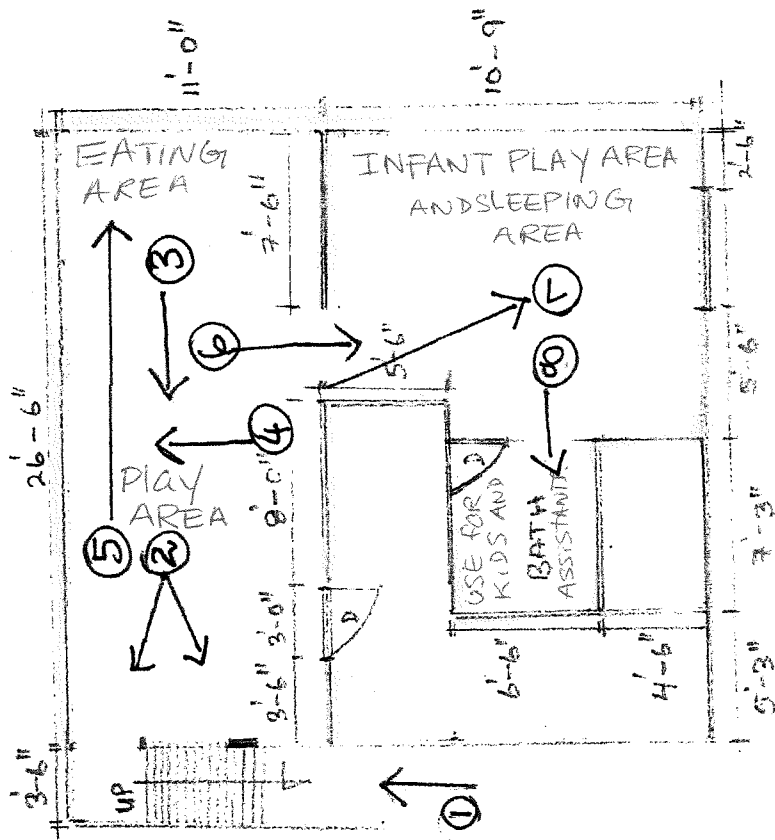 11'-0"
10'-9"
EATING
AREA
INFANT PLAY AREA
ANDSLEEPING
AREA
2'-6"
7'-6"
3
7
6
5'-6"
8
5'-6"
26'-6"
4
Play
AREA
8'-0"
5
2
D
USE FOR
KIDS AND
BATH
ASSISTANT
7'-3"
3'-0"
D
3'-6"
6'-6"
4'-6"
5'-3"
3'-6"
UP
1